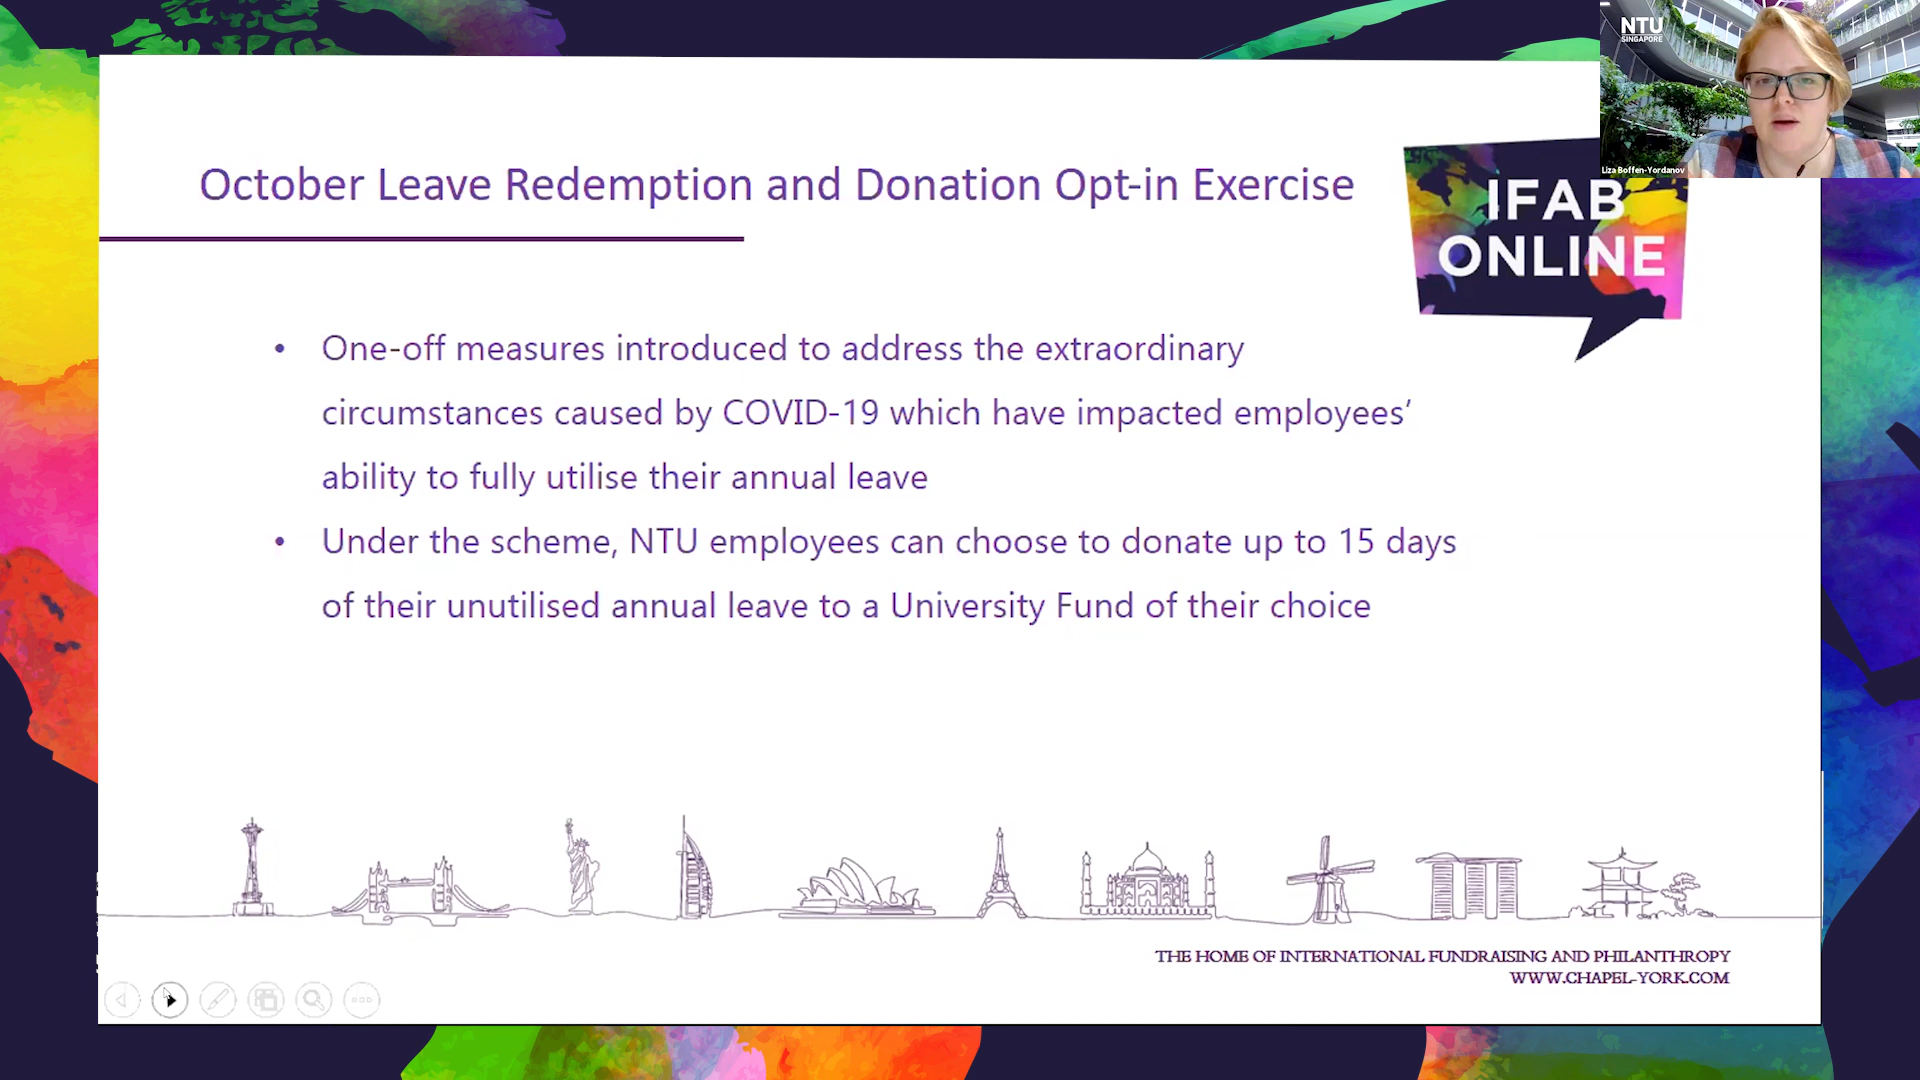 NTU
SINGAPORE
Liza Boffen-Yordanov
October Leave Redemption and Donation Opt-in Exercise
IFAB
ONLINE
• One-off measures introduced to address the extraordinary
circumstances caused by COVID-19 which have impacted employees’
ability to fully utilise their annual leave
• Under the scheme, NTU employees can choose to donate up to 15 days
of their unutilised annual leave to a University Fund of their choice
THE HOME OF INTERNATIONAL FUNDRAISING AND PHILANTHROPY
WWW.CHAPEL-YORK.COM